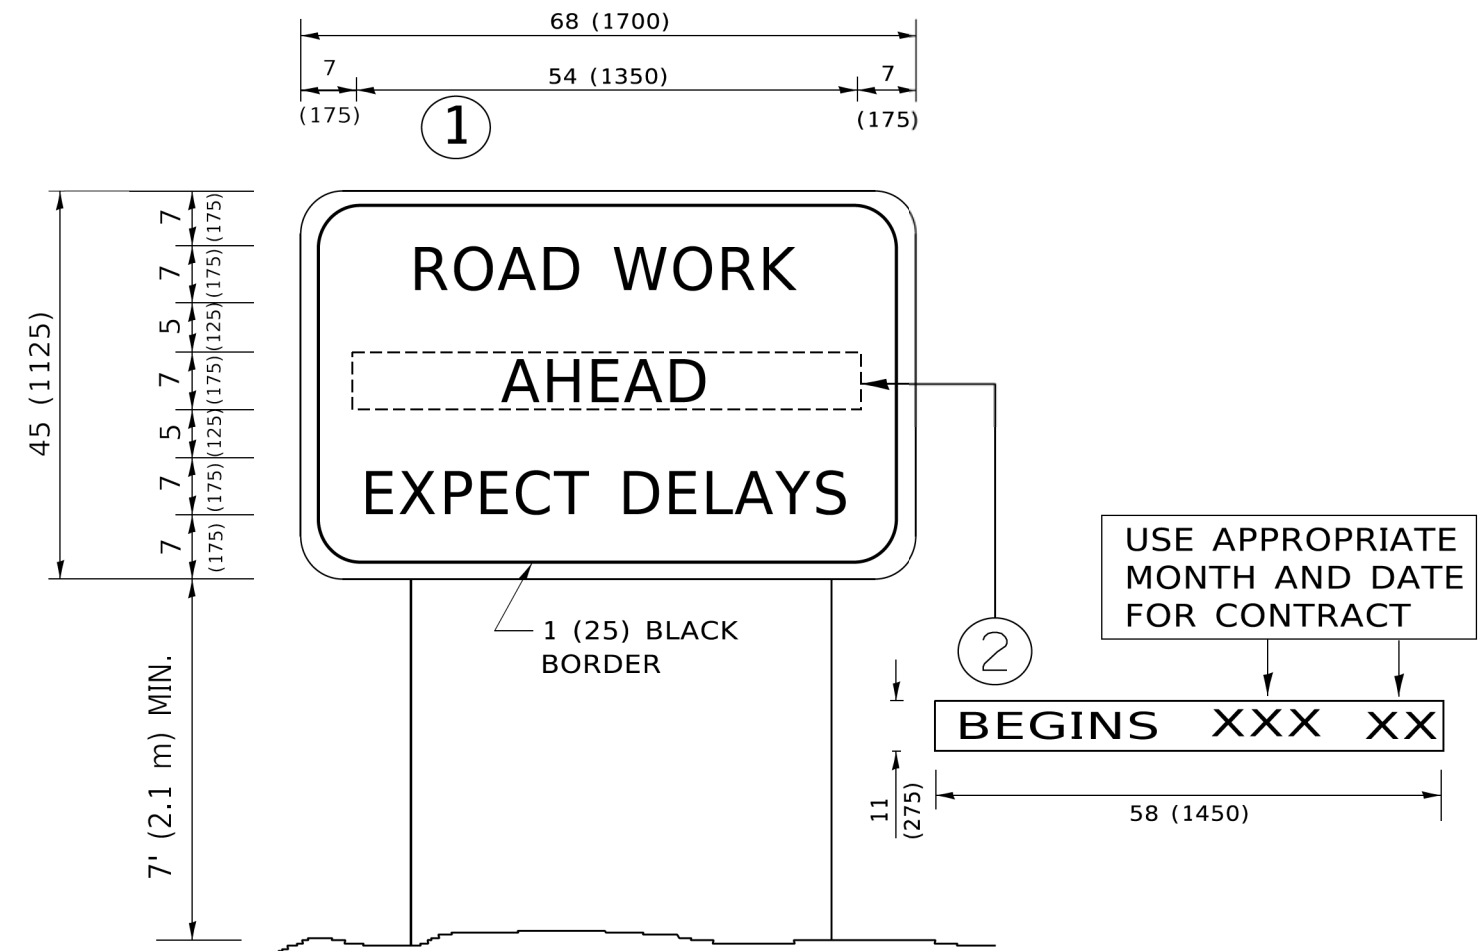 68 (1700)
7
54 (1350)
7
(175)
(175)
1
7
(175)
7
(175)
5
(125)
7
(175)
5
(125)
7
(175)
7
(175)
45 (1125)
ROAD WORK
AHEAD
EXPECT DELAYS
1 (25) BLACK
BORDER
7' (2.1 m) MIN.
USE APPROPRIATE
MONTH AND DATE
FOR CONTRACT
2
BEGINS XXX XX
11
(275)
58 (1450)